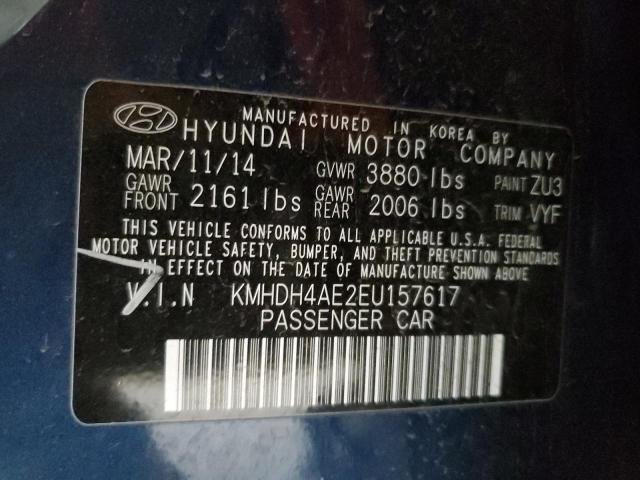 MANUFACTURED IN KOREA BY
HYUNDAI MOTOR COMPANY
MAR/11/14 GVWR 3880 lbs PAINT ZU3
GAWR FRONT 2161 lbs GAWR REAR 2006 lbs TRIM VYF
THIS VEHICLE CONFORMS TO ALL APPLICABLE U.S.A. FEDERAL
MOTOR VEHICLE SAFETY, BUMPER, AND THEFT PREVENTION STANDARDS
IN EFFECT ON THE DATE OF MANUFACTURE SHOWN ABOVE
V.I.N KMHDH4AE2EU157617
PASSENGER CAR